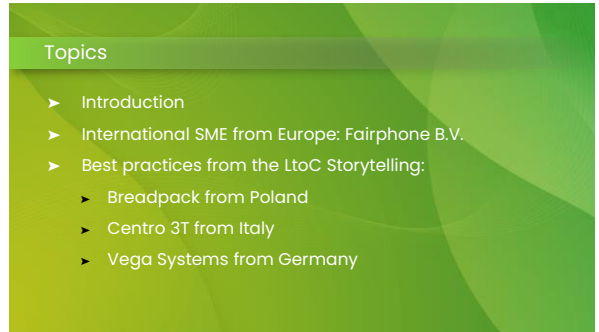 Topics
➤ Introduction
➤ International SME from Europe: Fairphone B.V.
➤ Best practices from the LtoC Storytelling:
➤ Breadpack from Poland
➤ Centro 3T from Italy
➤ Vega Systems from Germany